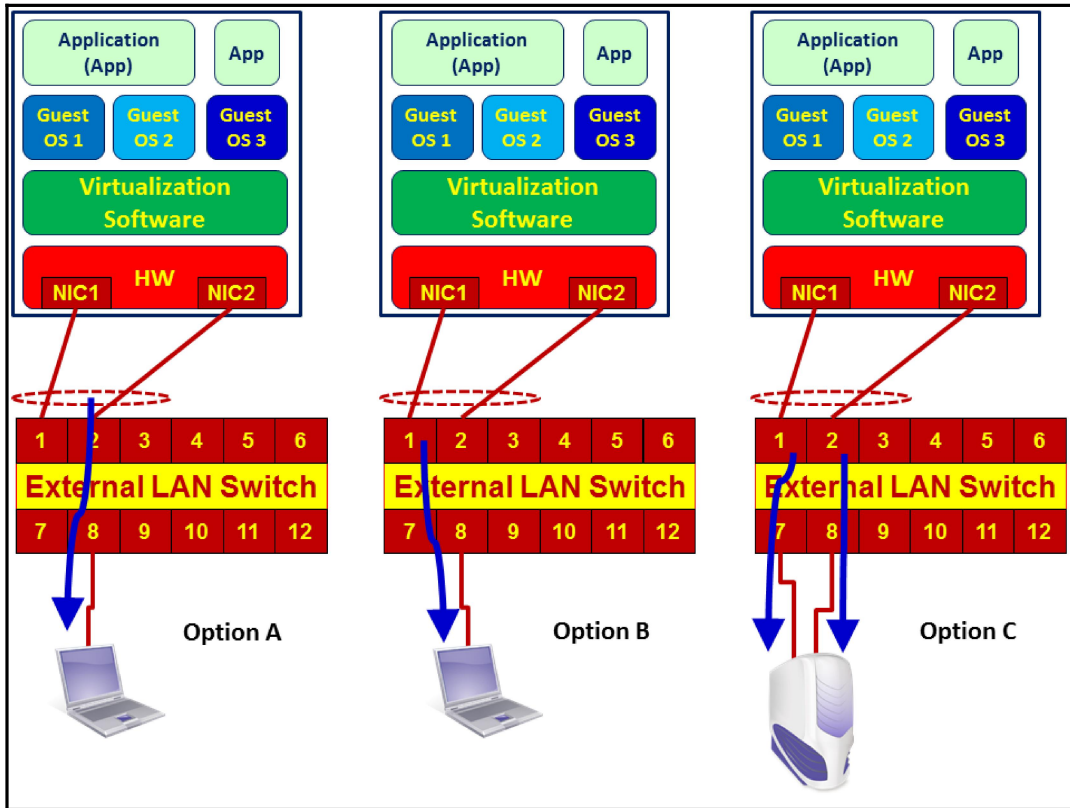 Application
(App)
App
Guest
OS 1
Guest
OS 2
Guest
OS 3
Virtualization
Software
HW
NIC1
NIC2
1 2 3 4 5 6
External LAN Switch
7 8 9 10 11 12
Option A
Application
(App)
App
Guest
OS 1
Guest
OS 2
Guest
OS 3
Virtualization
Software
HW
NIC1
NIC2
1 2 3 4 5 6
External LAN Switch
7 8 9 10 11 12
Option B
Application
(App)
App
Guest
OS 1
Guest
OS 2
Guest
OS 3
Virtualization
Software
HW
NIC1
NIC2
1 2 3 4 5 6
External LAN Switch
7 8 9 10 11 12
Option C